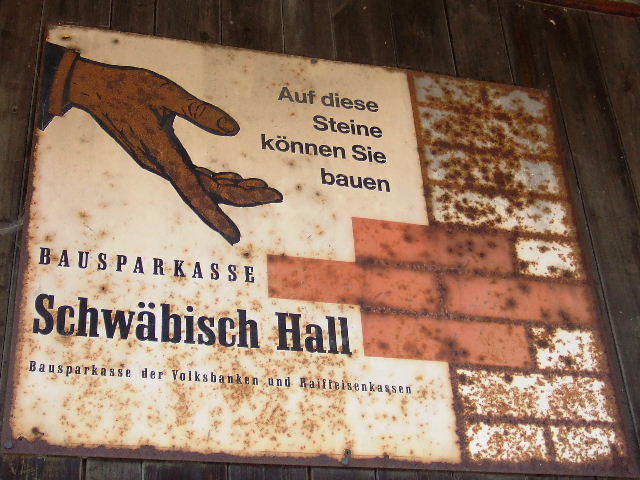 Auf diese
Steine
können Sie
bauen
BAUSPARKASSE
Schwäbisch Hall
Bausparkasse der Volksbanken und Raiffeisenkassen